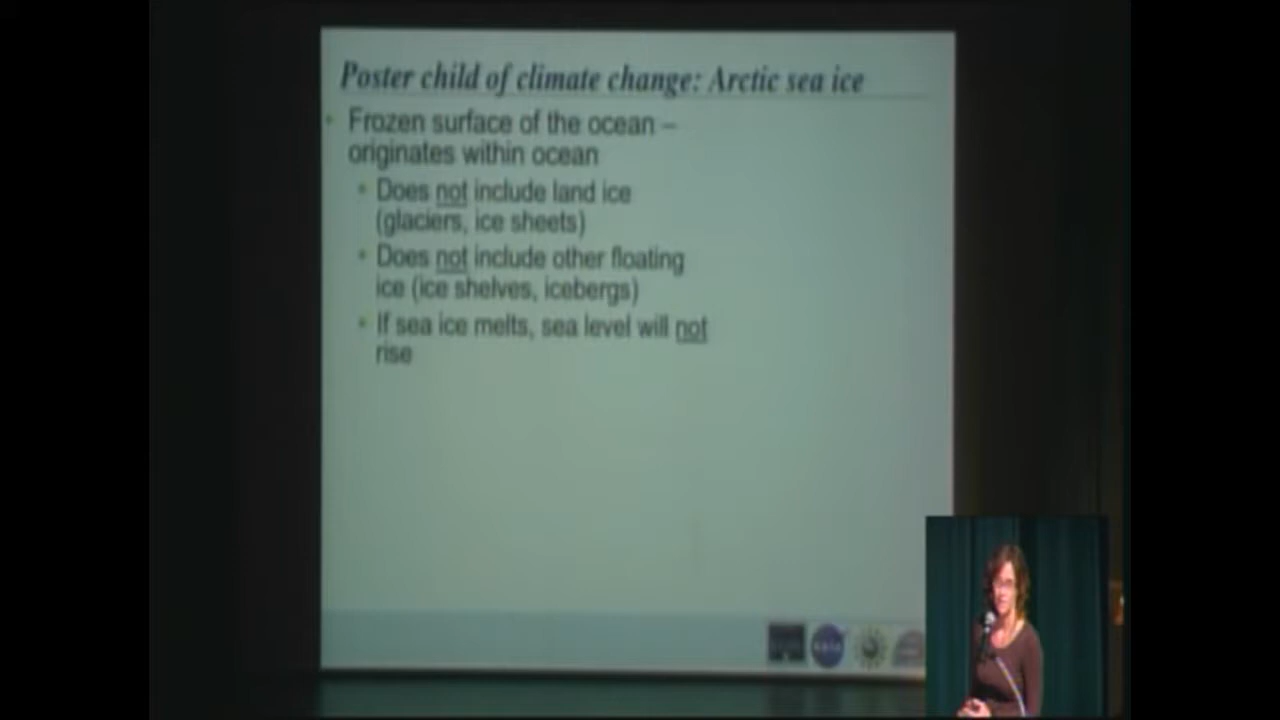 Poster child of climate change: Arctic sea ice
• Frozen surface of the ocean –
originates within ocean
• Does not include land ice
(glaciers, ice sheets)
• Does not include other floating
ice (ice shelves, icebergs)
• If sea ice melts, sea level will not
rise